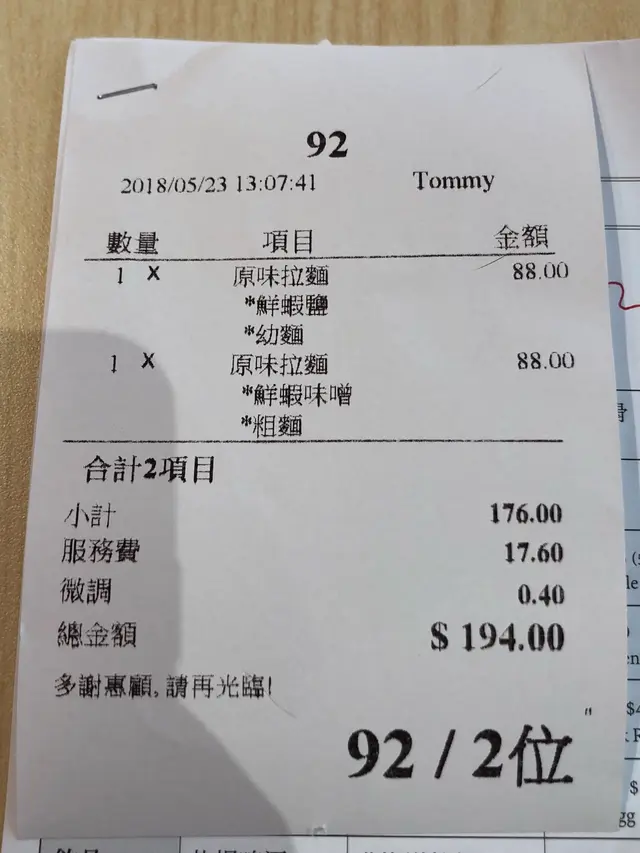 92
2018/05/23 13:07:41 Tommy
數量 項目 金額
1 X 原味拉麵 88.00
*鮮蝦鹽
*幼麵
1 X 原味拉麵 88.00
*鮮蝦味噌
*粗麵
合計2項目
小計 176.00
服務費 17.60
微調 0.40
總金額 $ 194.00
多謝惠顧,請再光臨!
92 / 2位